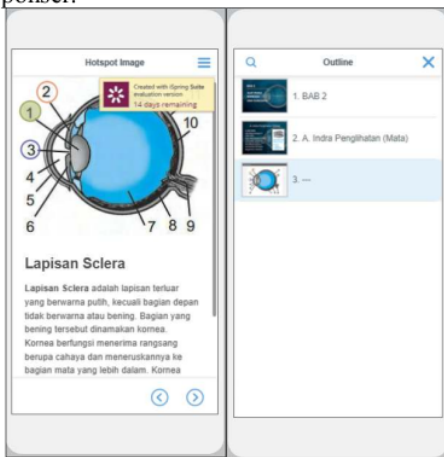 ponsel.
Hotspot Image
Created with iSpring Suite
evaluation version
14 days remaining
2
1
3
4
5
6
7
8
9
10
Lapisan Sclera
Lapisan Sclera adalah lapisan terluar
yang berwarna putih, kecuali bagian depan
tidak berwarna atau bening. Bagian yang
bening tersebut dinamakan kornea.
Kornea berfungsi menerima rangsang
berupa cahaya dan meneruskannya ke
bagian mata yang lebih dalam. Kornea
Outline
1. BAB 2
2. A. Indra Penglihatan (Mata)
3. ---